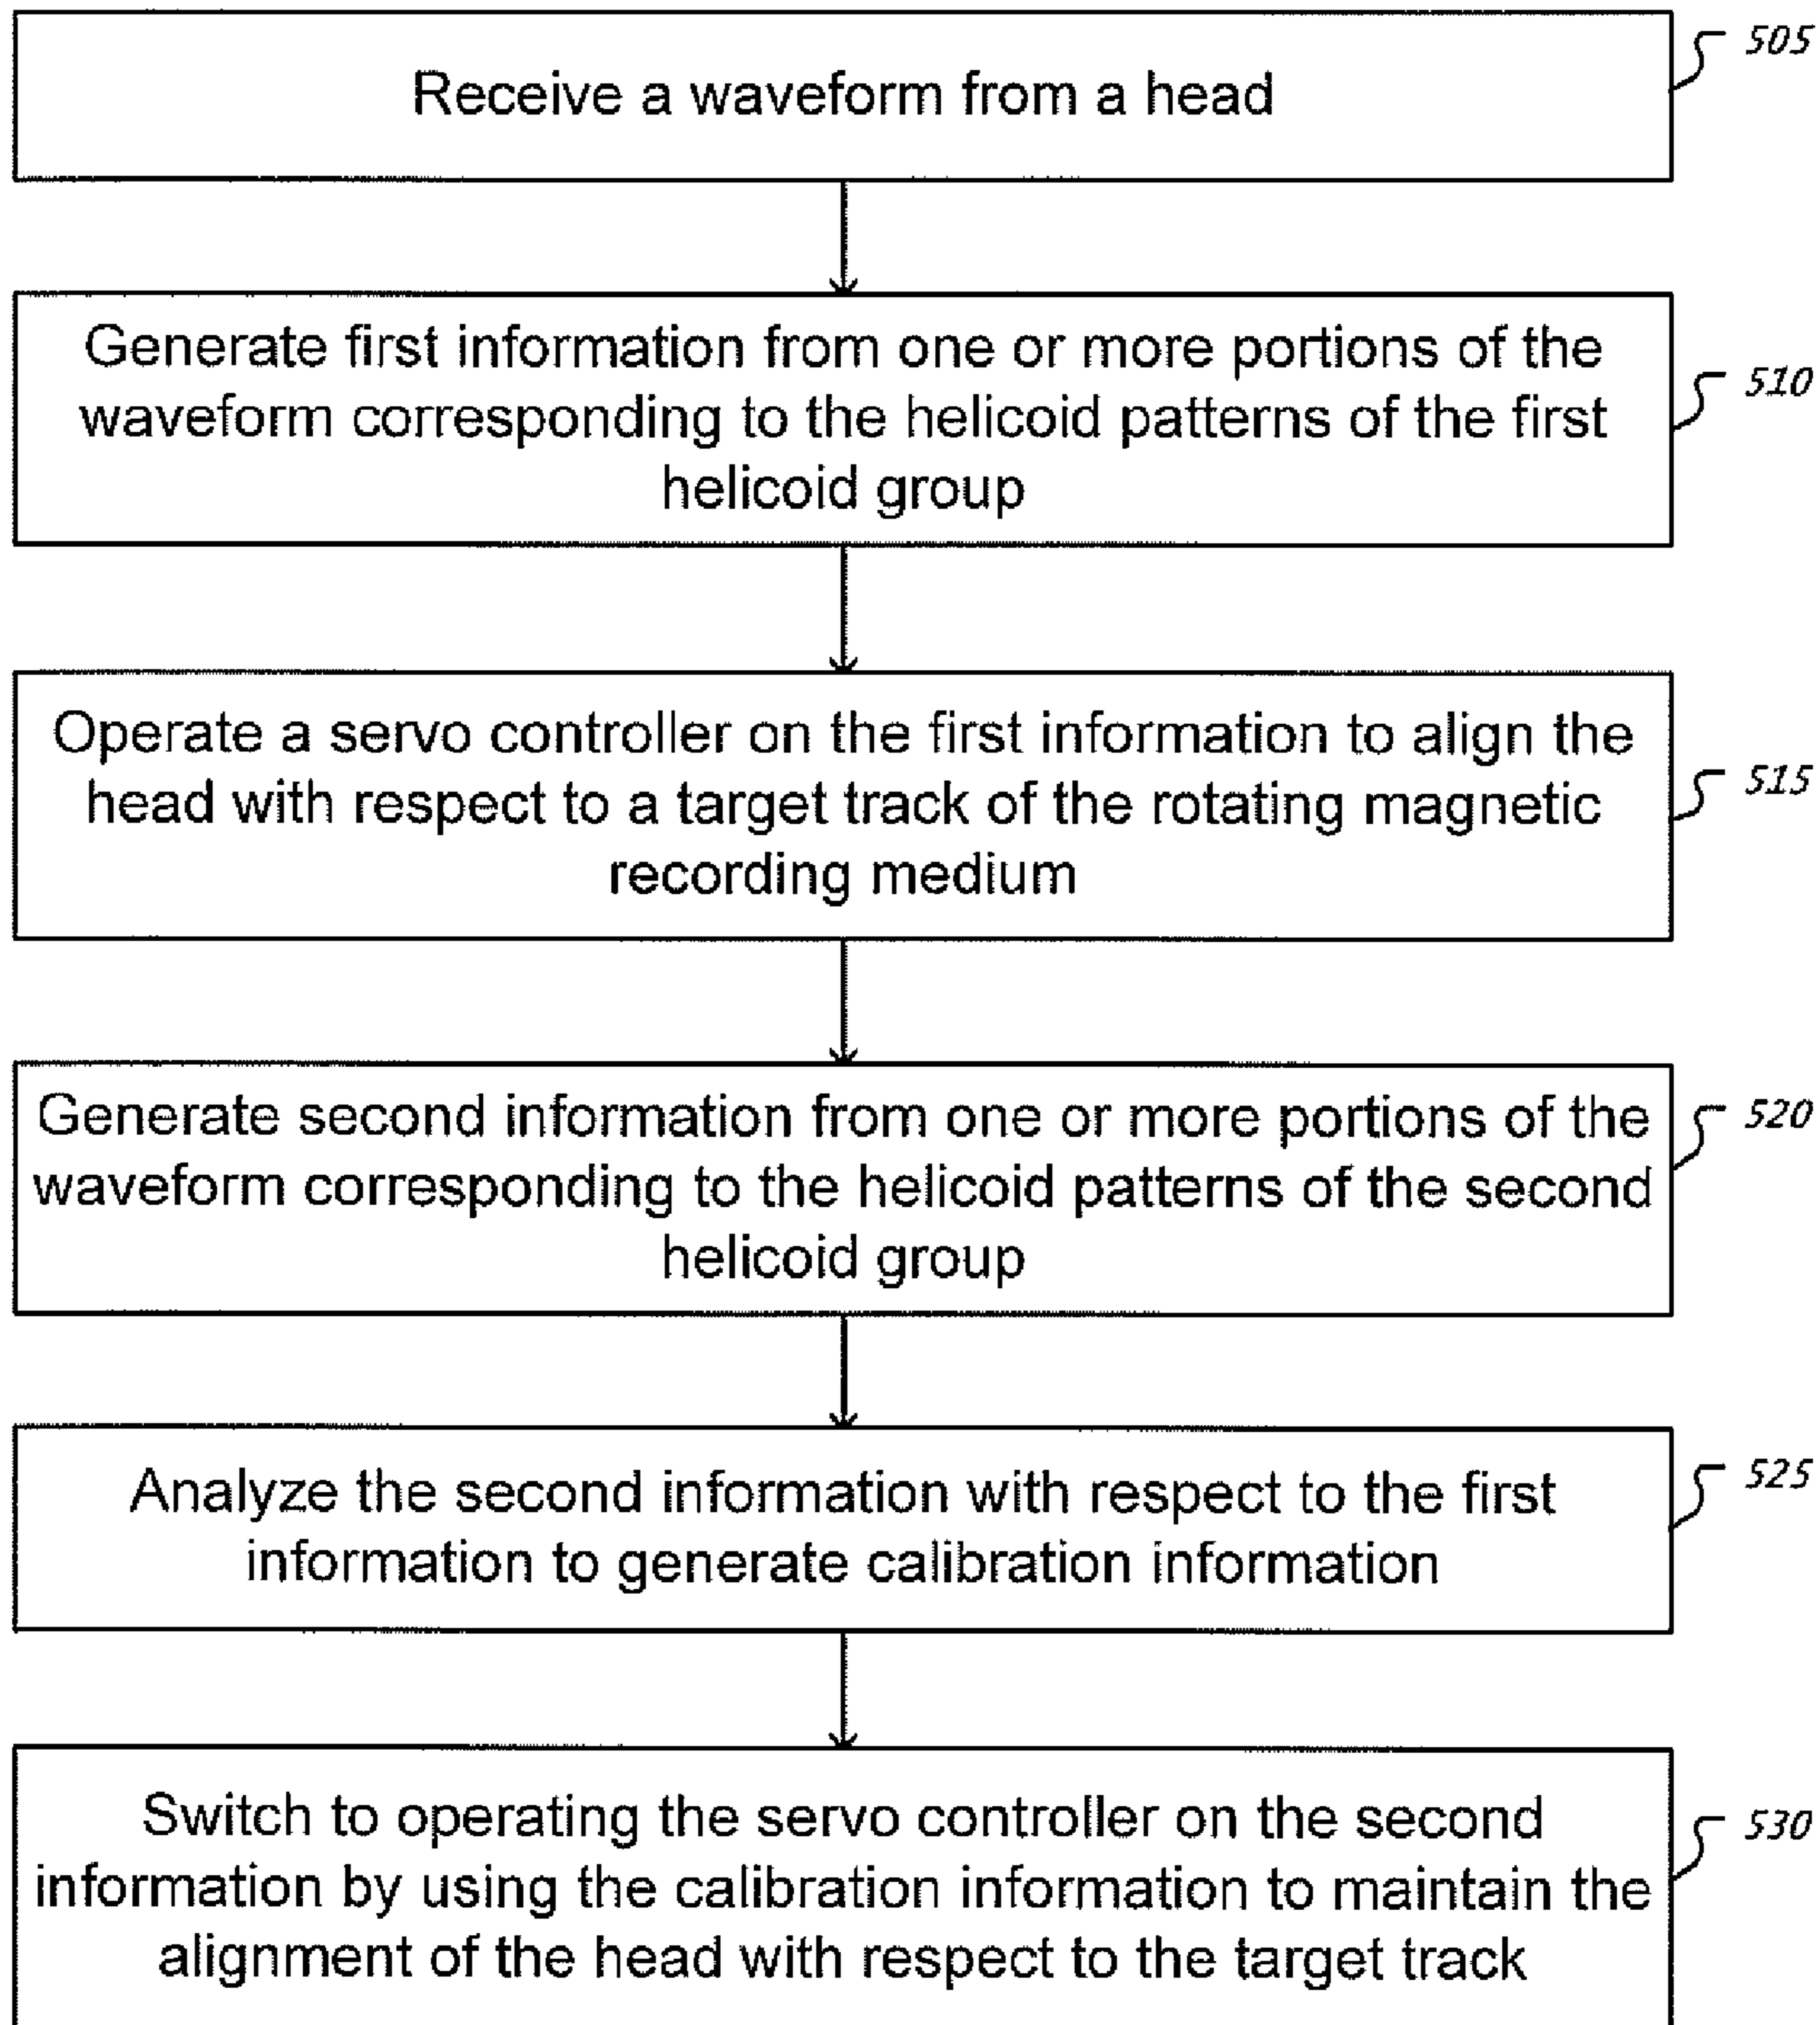 Receive a waveform from a head
505
Generate first information from one or more portions of the
waveform corresponding to the helicoid patterns of the first
helicoid group
510
Operate a servo controller on the first information to align the
head with respect to a target track of the rotating magnetic
recording medium
515
Generate second information from one or more portions of the
waveform corresponding to the helicoid patterns of the second
helicoid group
520
Analyze the second information with respect to the first
information to generate calibration information
525
Switch to operating the servo controller on the second
information by using the calibration information to maintain the
alignment of the head with respect to the target track
530